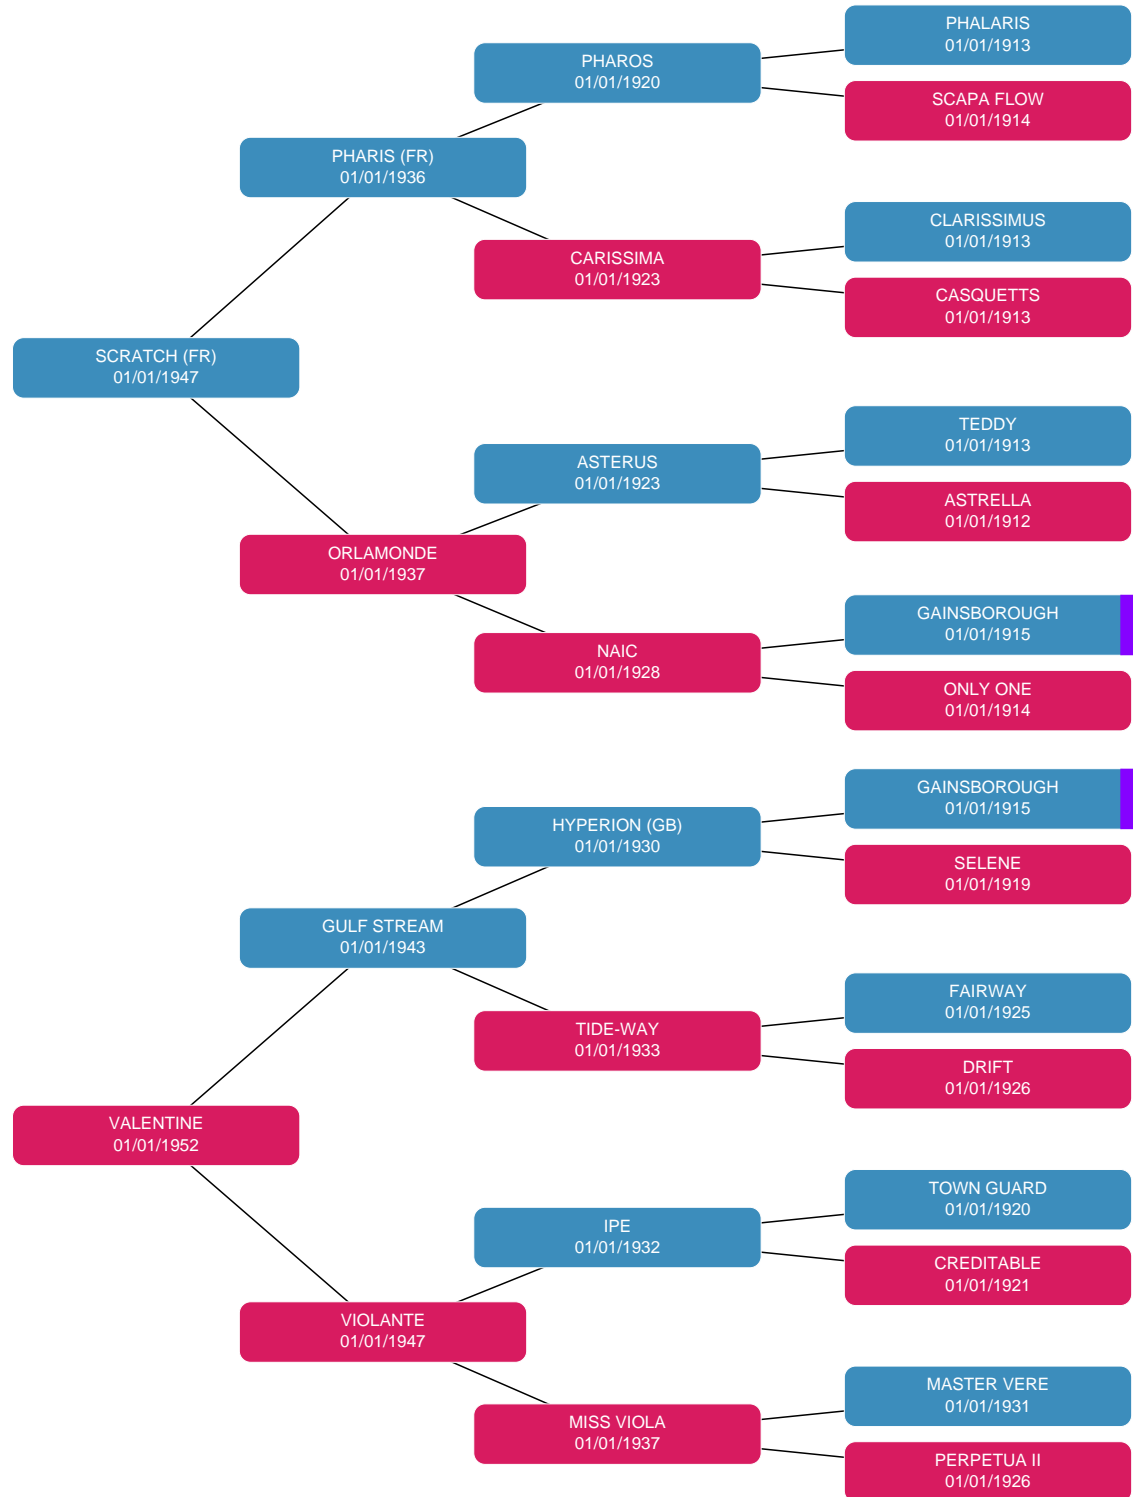 PHALARIS
01/01/1913
PHAROS
01/01/1920
SCAPA FLOW
01/01/1914
PHARIS (FR)
01/01/1936
CLARISSIMUS
01/01/1913
CARISSIMA
01/01/1923
CASQUETTS
01/01/1913
SCRATCH (FR)
01/01/1947
TEDDY
01/01/1913
ASTERUS
01/01/1923
ASTRELLA
01/01/1912
ORLAMONDE
01/01/1937
GAINSBOROUGH
01/01/1915
NAIC
01/01/1928
ONLY ONE
01/01/1914
GAINSBOROUGH
01/01/1915
HYPERION (GB)
01/01/1930
SELENE
01/01/1919
GULF STREAM
01/01/1943
FAIRWAY
01/01/1925
TIDE-WAY
01/01/1933
DRIFT
01/01/1926
VALENTINE
01/01/1952
TOWN GUARD
01/01/1920
IPE
01/01/1932
CREDITABLE
01/01/1921
VIOLANTE
01/01/1947
MASTER VERE
01/01/1931
MISS VIOLA
01/01/1937
PERPETUA II
01/01/1926